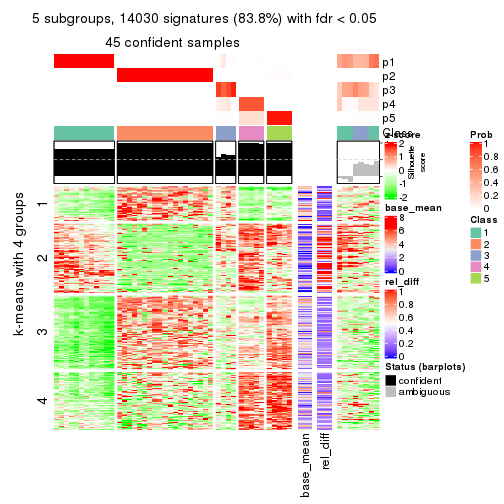 5 subgroups, 14030 signatures (83.8%) with fdr < 0.05
45 confident samples
p1
p2
p3
p4
p5
Class
z-score
2
1
0
-1
-2
Silhouette
score
Prob
1
0.8
0.6
0.4
0.2
0
base_mean
8
6
4
2
0
Class
1
2
3
4
5
rel_diff
1
0.8
0.6
0.4
0.2
0
Status (barplots)
confident
ambiguous
k-means with 4 groups
1
2
3
4
base_mean
rel_diff